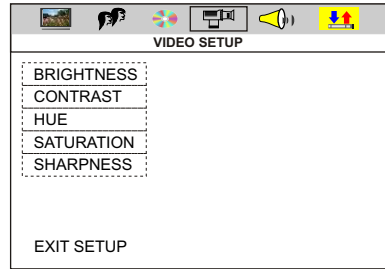 VIDEO SETUP
BRIGHTNESS
CONTRAST
HUE
SATURATION
SHARPNESS
EXIT SETUP